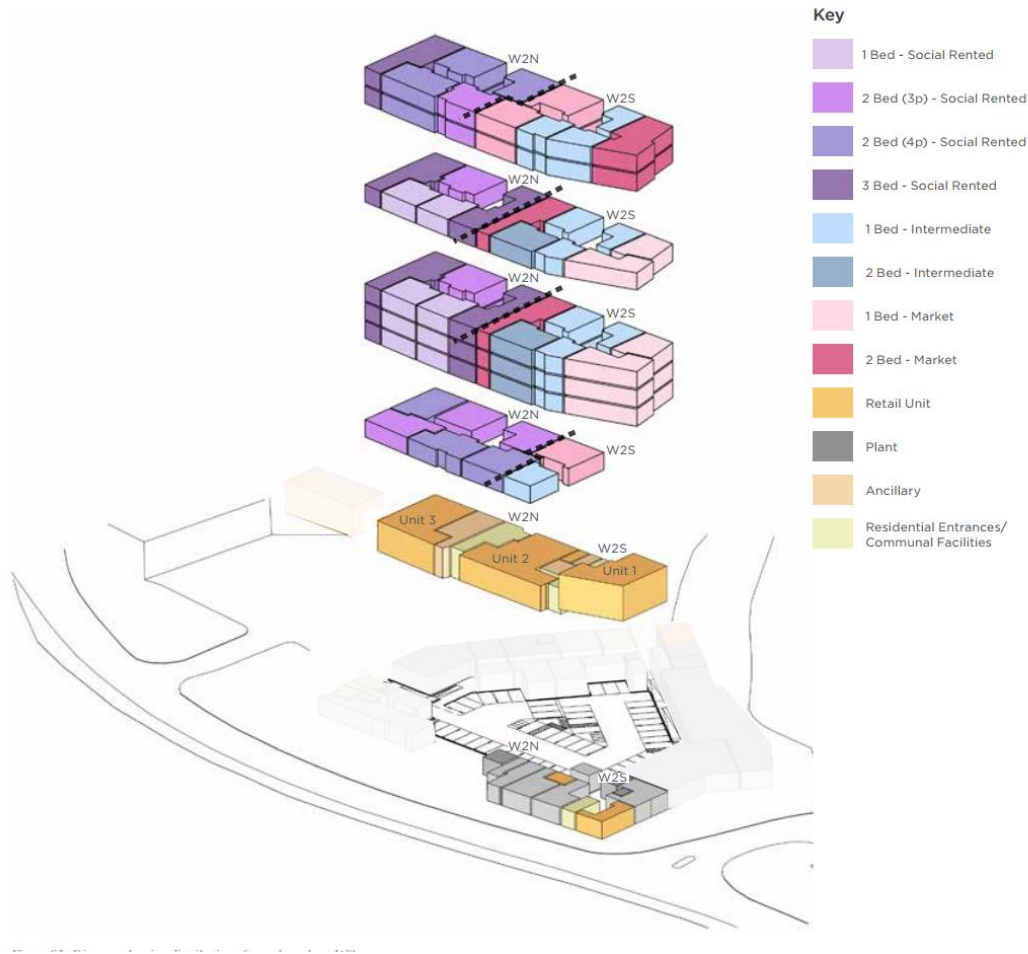 Key
1 Bed - Social Rented
2 Bed (3p) - Social Rented
2 Bed (4p) - Social Rented
3 Bed - Social Rented
1 Bed - Intermediate
2 Bed - Intermediate
1 Bed - Market
2 Bed - Market
Retail Unit
Plant
Ancillary
Residential Entrances/
Communal Facilities
W2N
W2S
W2N
W2S
W2N
W2S
W2N
W2S
W2N
Unit 3
Unit 2
W2S
Unit 1
W2N
W2S